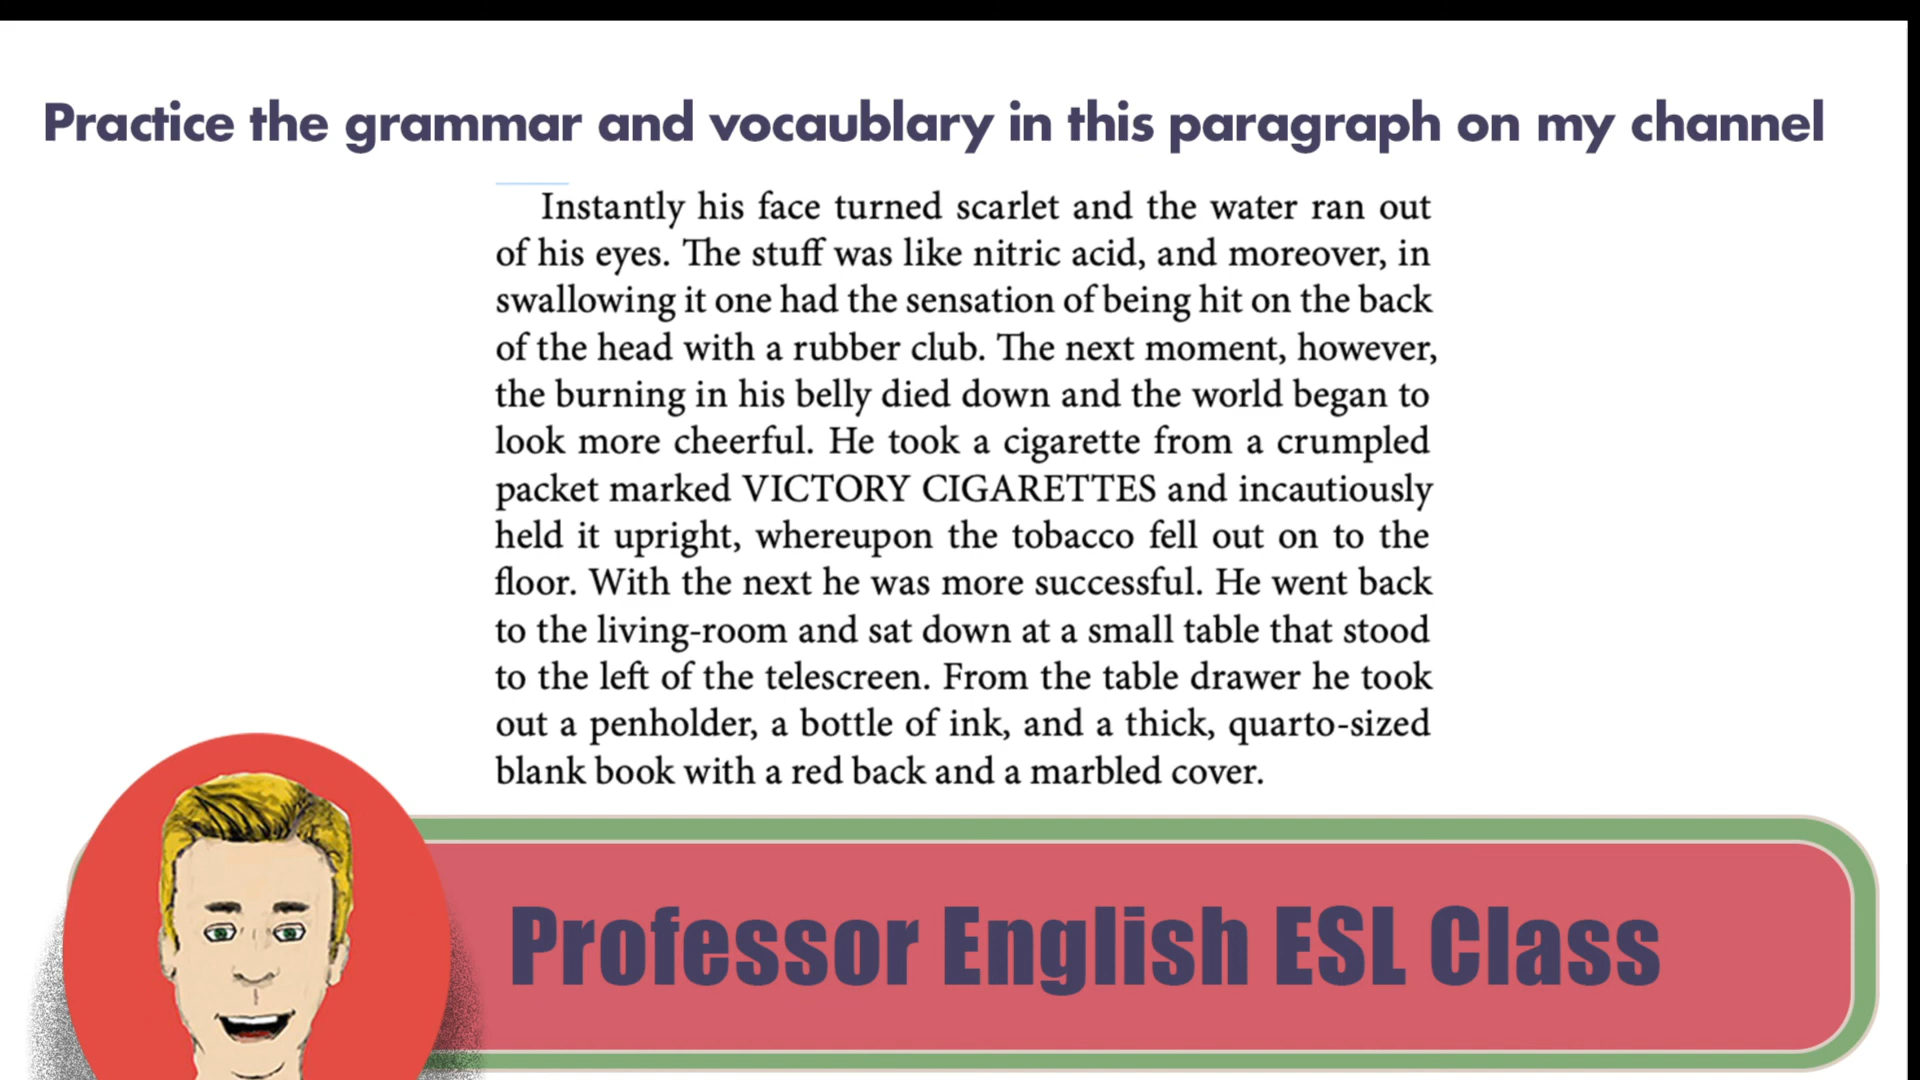 Practice the grammar and vocaublary in this paragraph on my channel
Instantly his face turned scarlet and the water ran out
of his eyes. The stuff was like nitric acid, and moreover, in
swallowing it one had the sensation of being hit on the back
of the head with a rubber club. The next moment, however,
the burning in his belly died down and the world began to
look more cheerful. He took a cigarette from a crumpled
packet marked VICTORY CIGARETTES and incautiously
held it upright, whereupon the tobacco fell out on to the
floor. With the next he was more successful. He went back
to the living-room and sat down at a small table that stood
to the left of the telescreen. From the table drawer he took
out a penholder, a bottle of ink, and a thick, quarto-sized
blank book with a red back and a marbled cover.
Professor English ESL Class